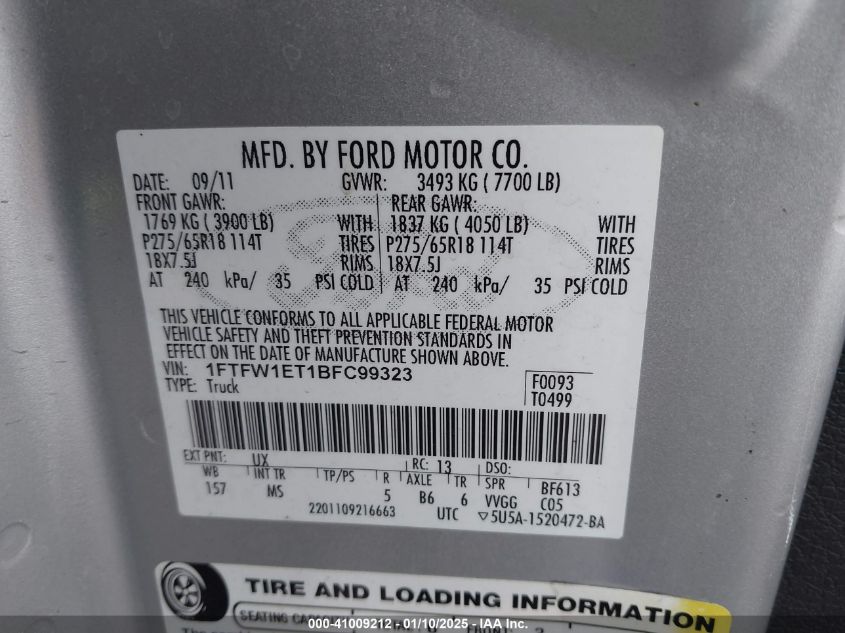 MFD. BY FORD MOTOR CO.
DATE: 09/11 GVWR: 3493 KG ( 7700 LB)
FRONT GAWR: REAR GAWR:
1769 KG ( 3900 LB) WITH 1837 KG ( 4050 LB) WITH
P275/65R18 114T TIRES P275/65R18 114T TIRES
18X7.5J RIMS 18X7.5J RIMS
AT 240 kPa/ 35 PSI COLD AT 240 kPa/ 35 PSI COLD
THIS VEHICLE CONFORMS TO ALL APPLICABLE FEDERAL MOTOR
VEHICLE SAFETY AND THEFT PREVENTION STANDARDS IN
EFFECT ON THE DATE OF MANUFACTURE SHOWN ABOVE.
VIN: 1FTFW1ET1BFC99323
TYPE: Truck
F0093
T0499
EXT PNT: UX RC: 13 DSO:
WB INT TR TP/PS R AXLE TR SPR BF613
157 MS 5 B6 6 VVGG C05
2201109216663 UTC ▽5U5A-1520472-BA
TIRE AND LOADING INFORMATION
SEATING
000-41009212 - 01/10/2025 - IAA Inc.